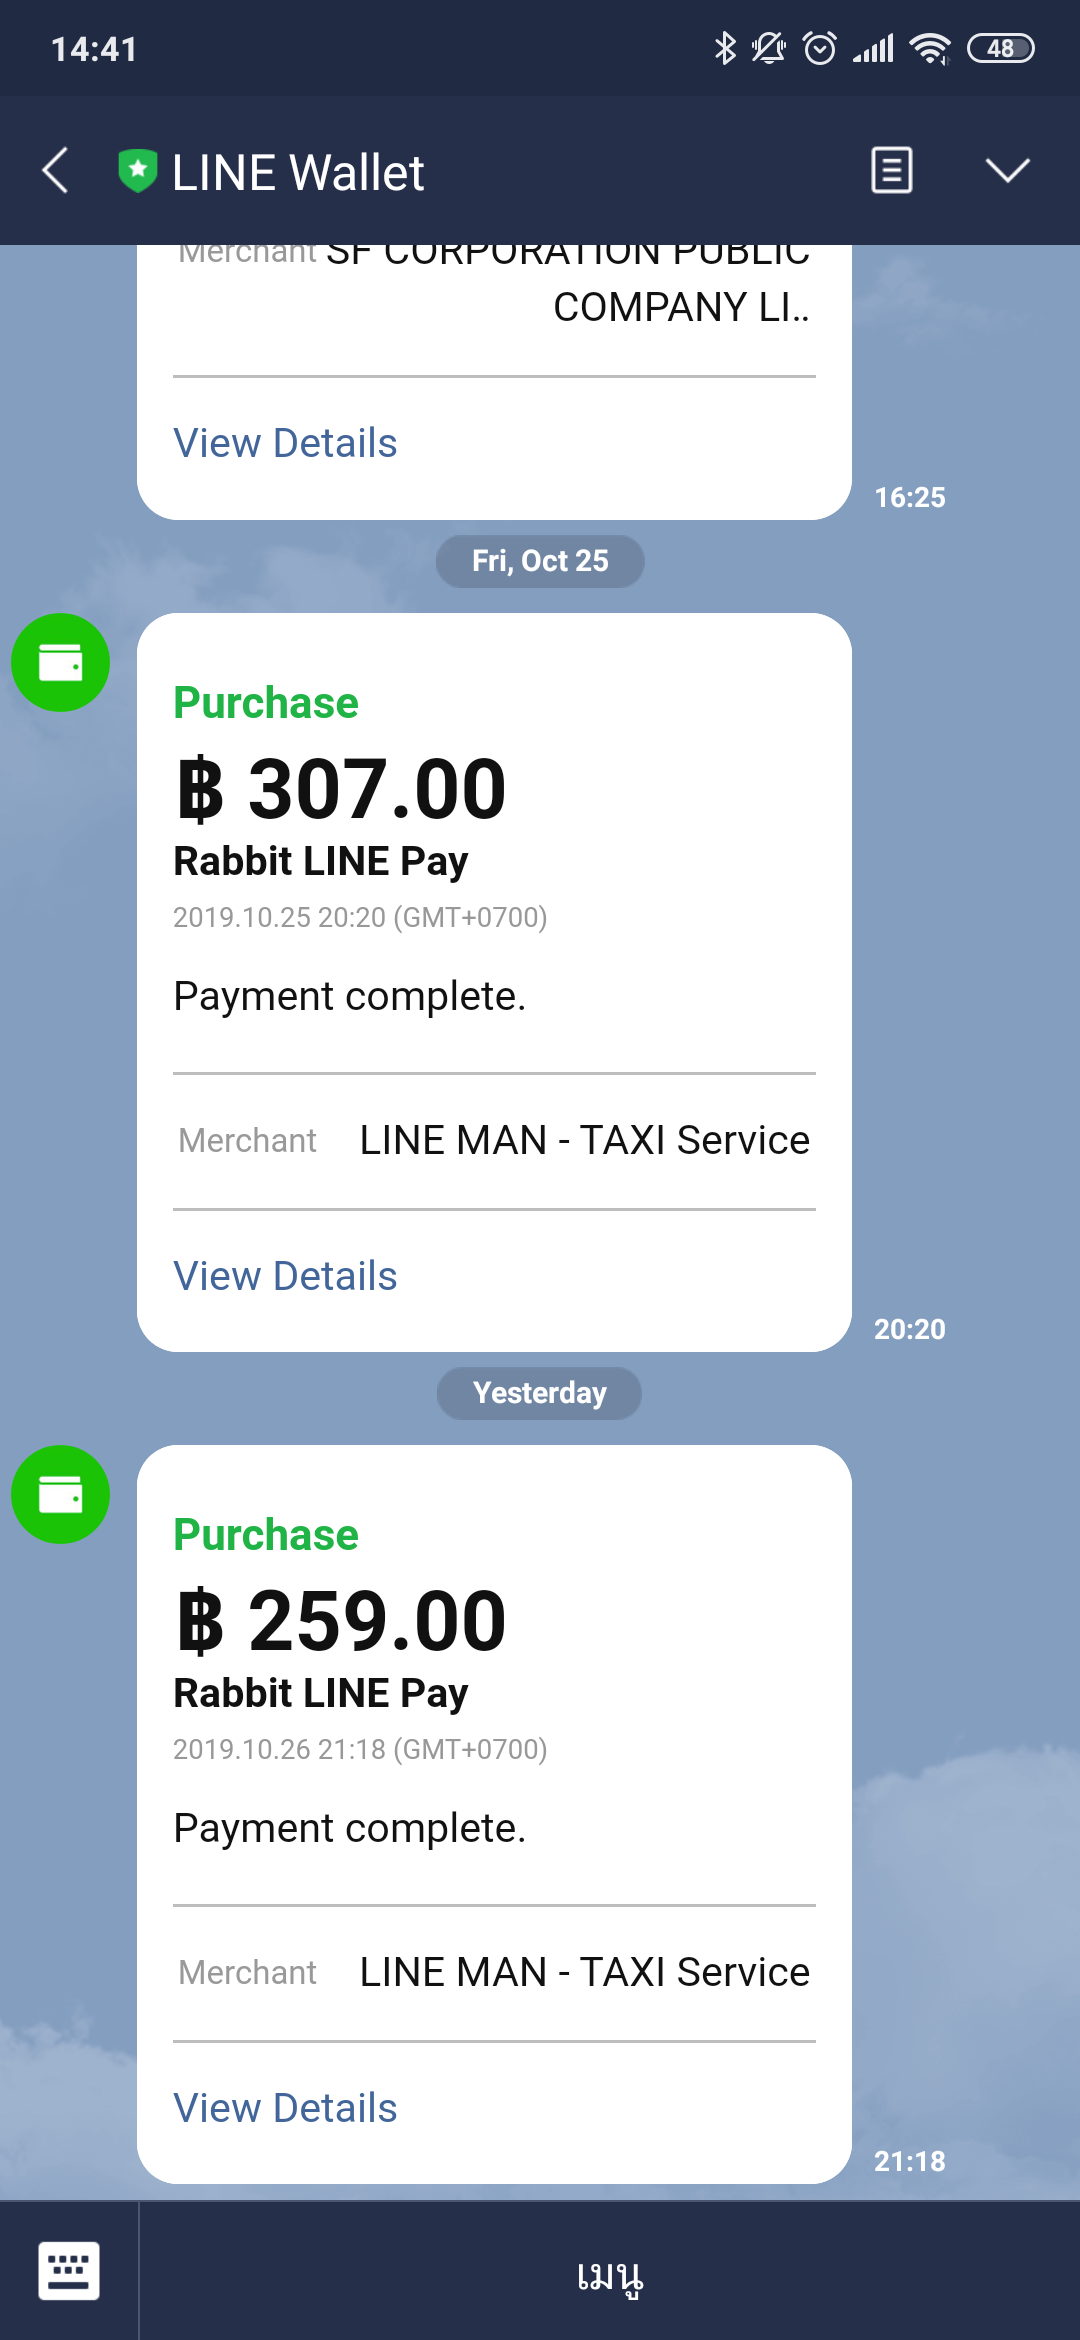 14:41
48
LINE Wallet
Merchant SF CORPORATION PUBLIC
COMPANY LI..
View Details
16:25
Fri, Oct 25
Purchase
฿ 307.00
Rabbit LINE Pay
2019.10.25 20:20 (GMT+0700)
Payment complete.
Merchant LINE MAN - TAXI Service
View Details
20:20
Yesterday
Purchase
฿ 259.00
Rabbit LINE Pay
2019.10.26 21:18 (GMT+0700)
Payment complete.
Merchant LINE MAN - TAXI Service
View Details
21:18
เมนู